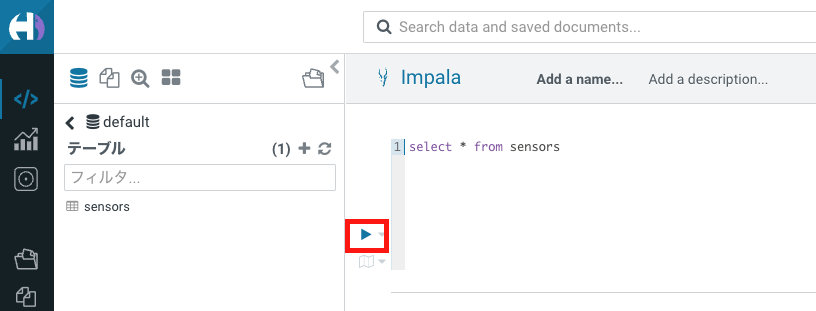 Search data and saved documents...
Impala
Add a name...
Add a description...
default
テーブル
(1)
フィルタ...
sensors
1
select * from sensors